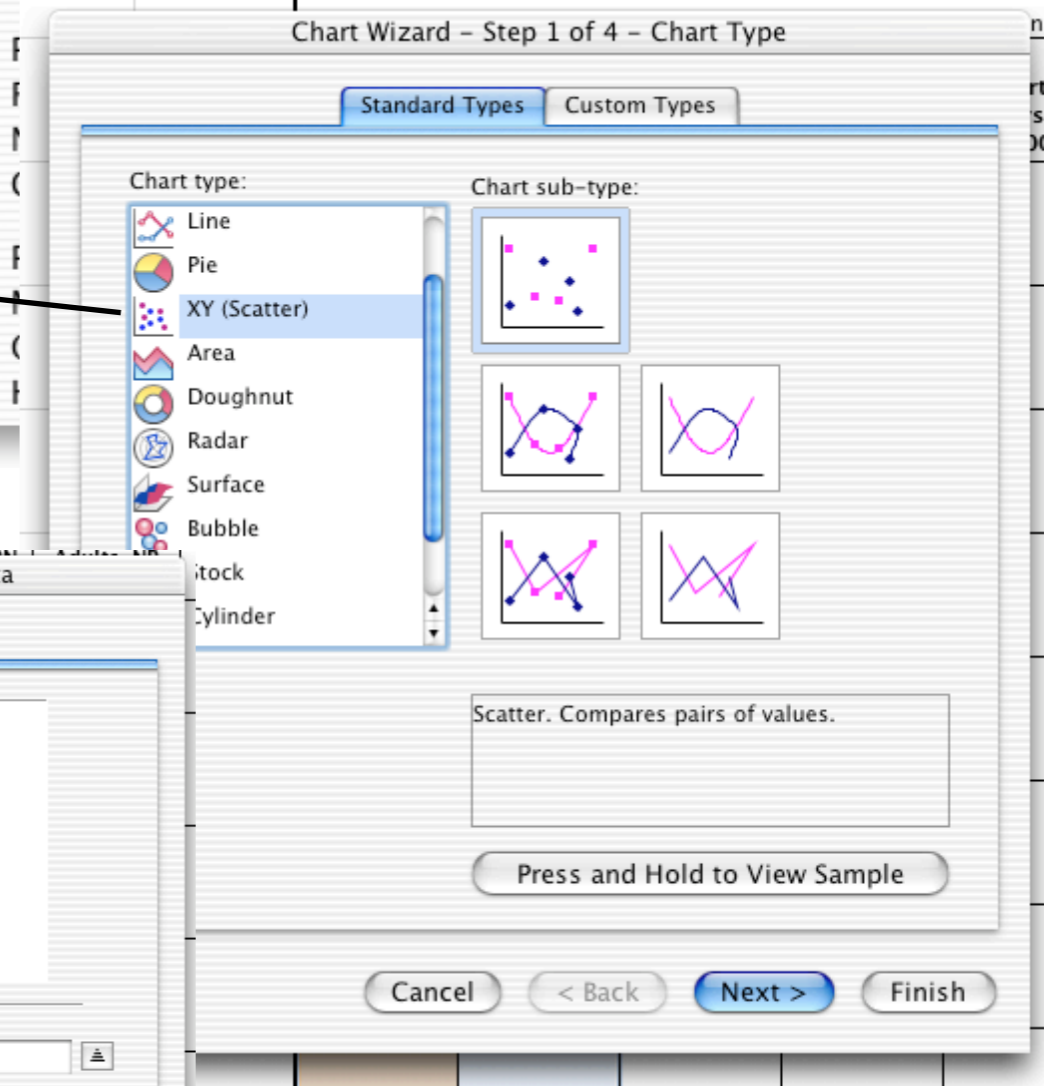 Chart Wizard – Step 1 of 4 – Chart Type
Standard Types
Custom Types
Chart type:
Line
Pie
XY (Scatter)
Area
Doughnut
Radar
Surface
Bubble
Stock
Cylinder
Chart sub-type:
Scatter. Compares pairs of values.
Press and Hold to View Sample
Cancel
< Back
Next >
Finish